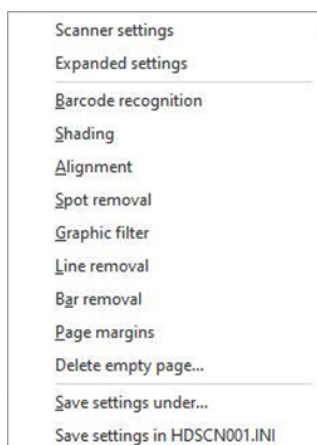 Scanner settings
Expanded settings
Barcode recognition
Shading
Alignment
Spot removal
Graphic filter
Line removal
Bar removal
Page margins
Delete empty page...
Save settings under...
Save settings in HDSCN001.INI